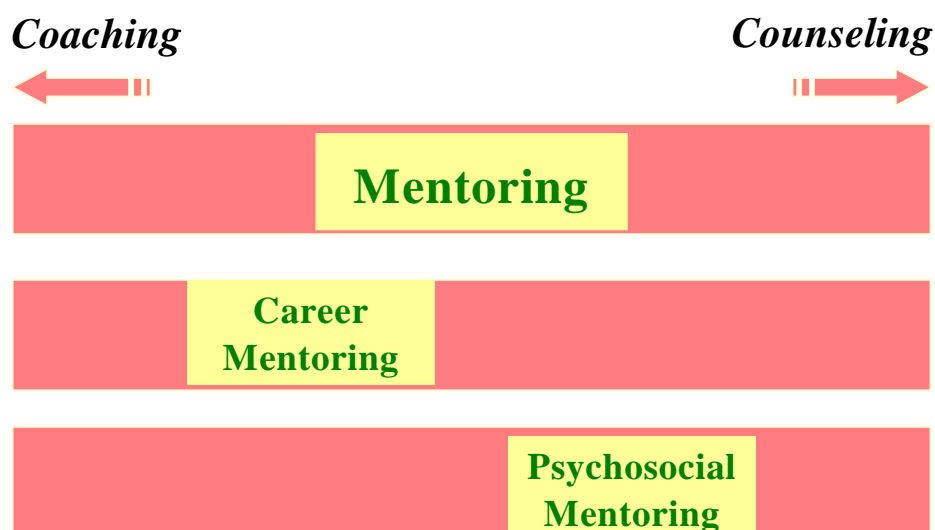 Coaching
Counseling
Mentoring
Career
Mentoring
Psychosocial
Mentoring